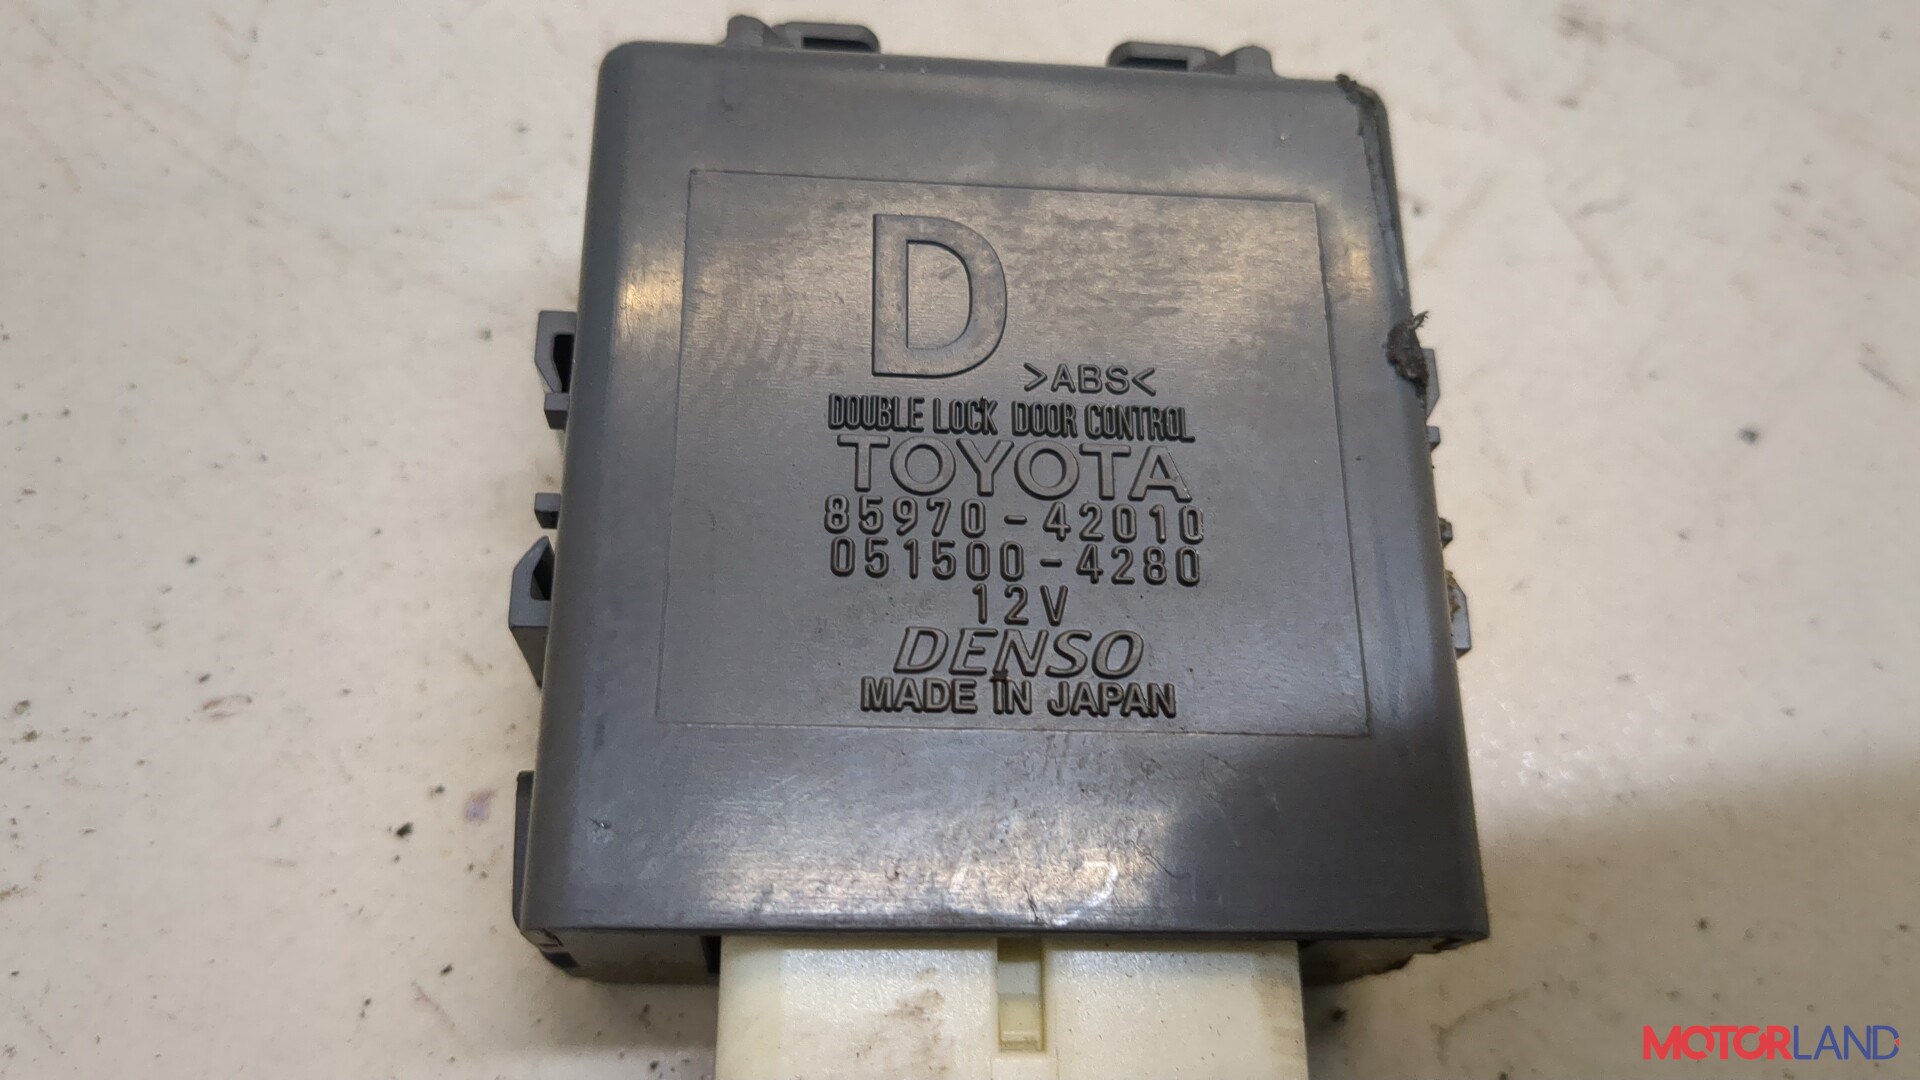 D
>ABS<
DOUBLE LOCK DOOR CONTROL
TOYOTA
85970-42010
051500-4280
12V
DENSO
MADE IN JAPAN
MOTORLAND